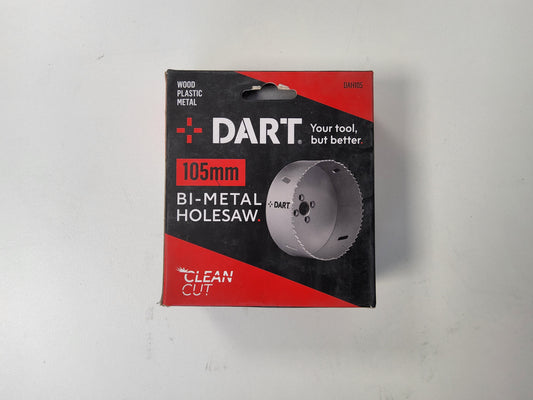 WOOD
PLASTIC
METAL
DAH105
DART®
Your tool,
but better.
105mm
BI-METAL
HOLESAW.
DART
CLEAN
CUT